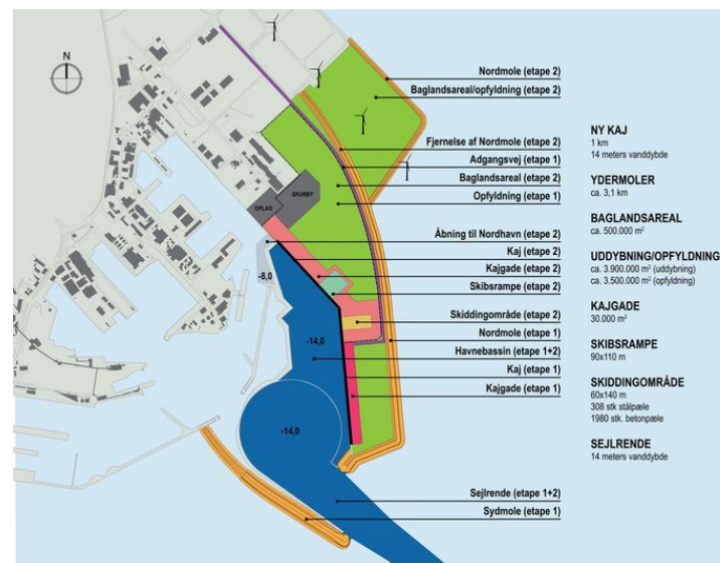 N
Nordmole (etape 2)
Baglandsareal/opfyldning (etape 2)
Fjernelse af Nordmole (etape 2)
Adgangsvej (etape 1)
Baglandsareal (etape 2)
Opfyldning (etape 1)
Åbning til Nordhavn (etape 2)
Kaj (etape 2)
Kajgade (etape 2)
Skibsrampe (etape 2)
Skiddingområde (etape 2)
Nordmole (etape 1)
Havnebassin (etape 1+2)
Kaj (etape 1)
Kajgade (etape 1)
Sejlrende (etape 1+2)
Sydmole (etape 1)
SKURBY
OPLAG
-8,0
-14,0
-14,0
NY KAJ
1 km
14 meters vanddybde
YDERMOLER
ca. 3,1 km
BAGLANDSAREAL
ca. 500.000 m²
UDDYBNING/OPFYLDNING
ca. 3.900.000 m² (uddybning)
ca. 3.500.000 m² (opfyldning)
KAJGADE
30.000 m²
SKIBSRAMPE
90x110 m
SKIDDINGOMRÅDE
60x140 m
308 stk stålpæle
1980 stk. betonpæle
SEJLRENDE
14 meters vanddybde